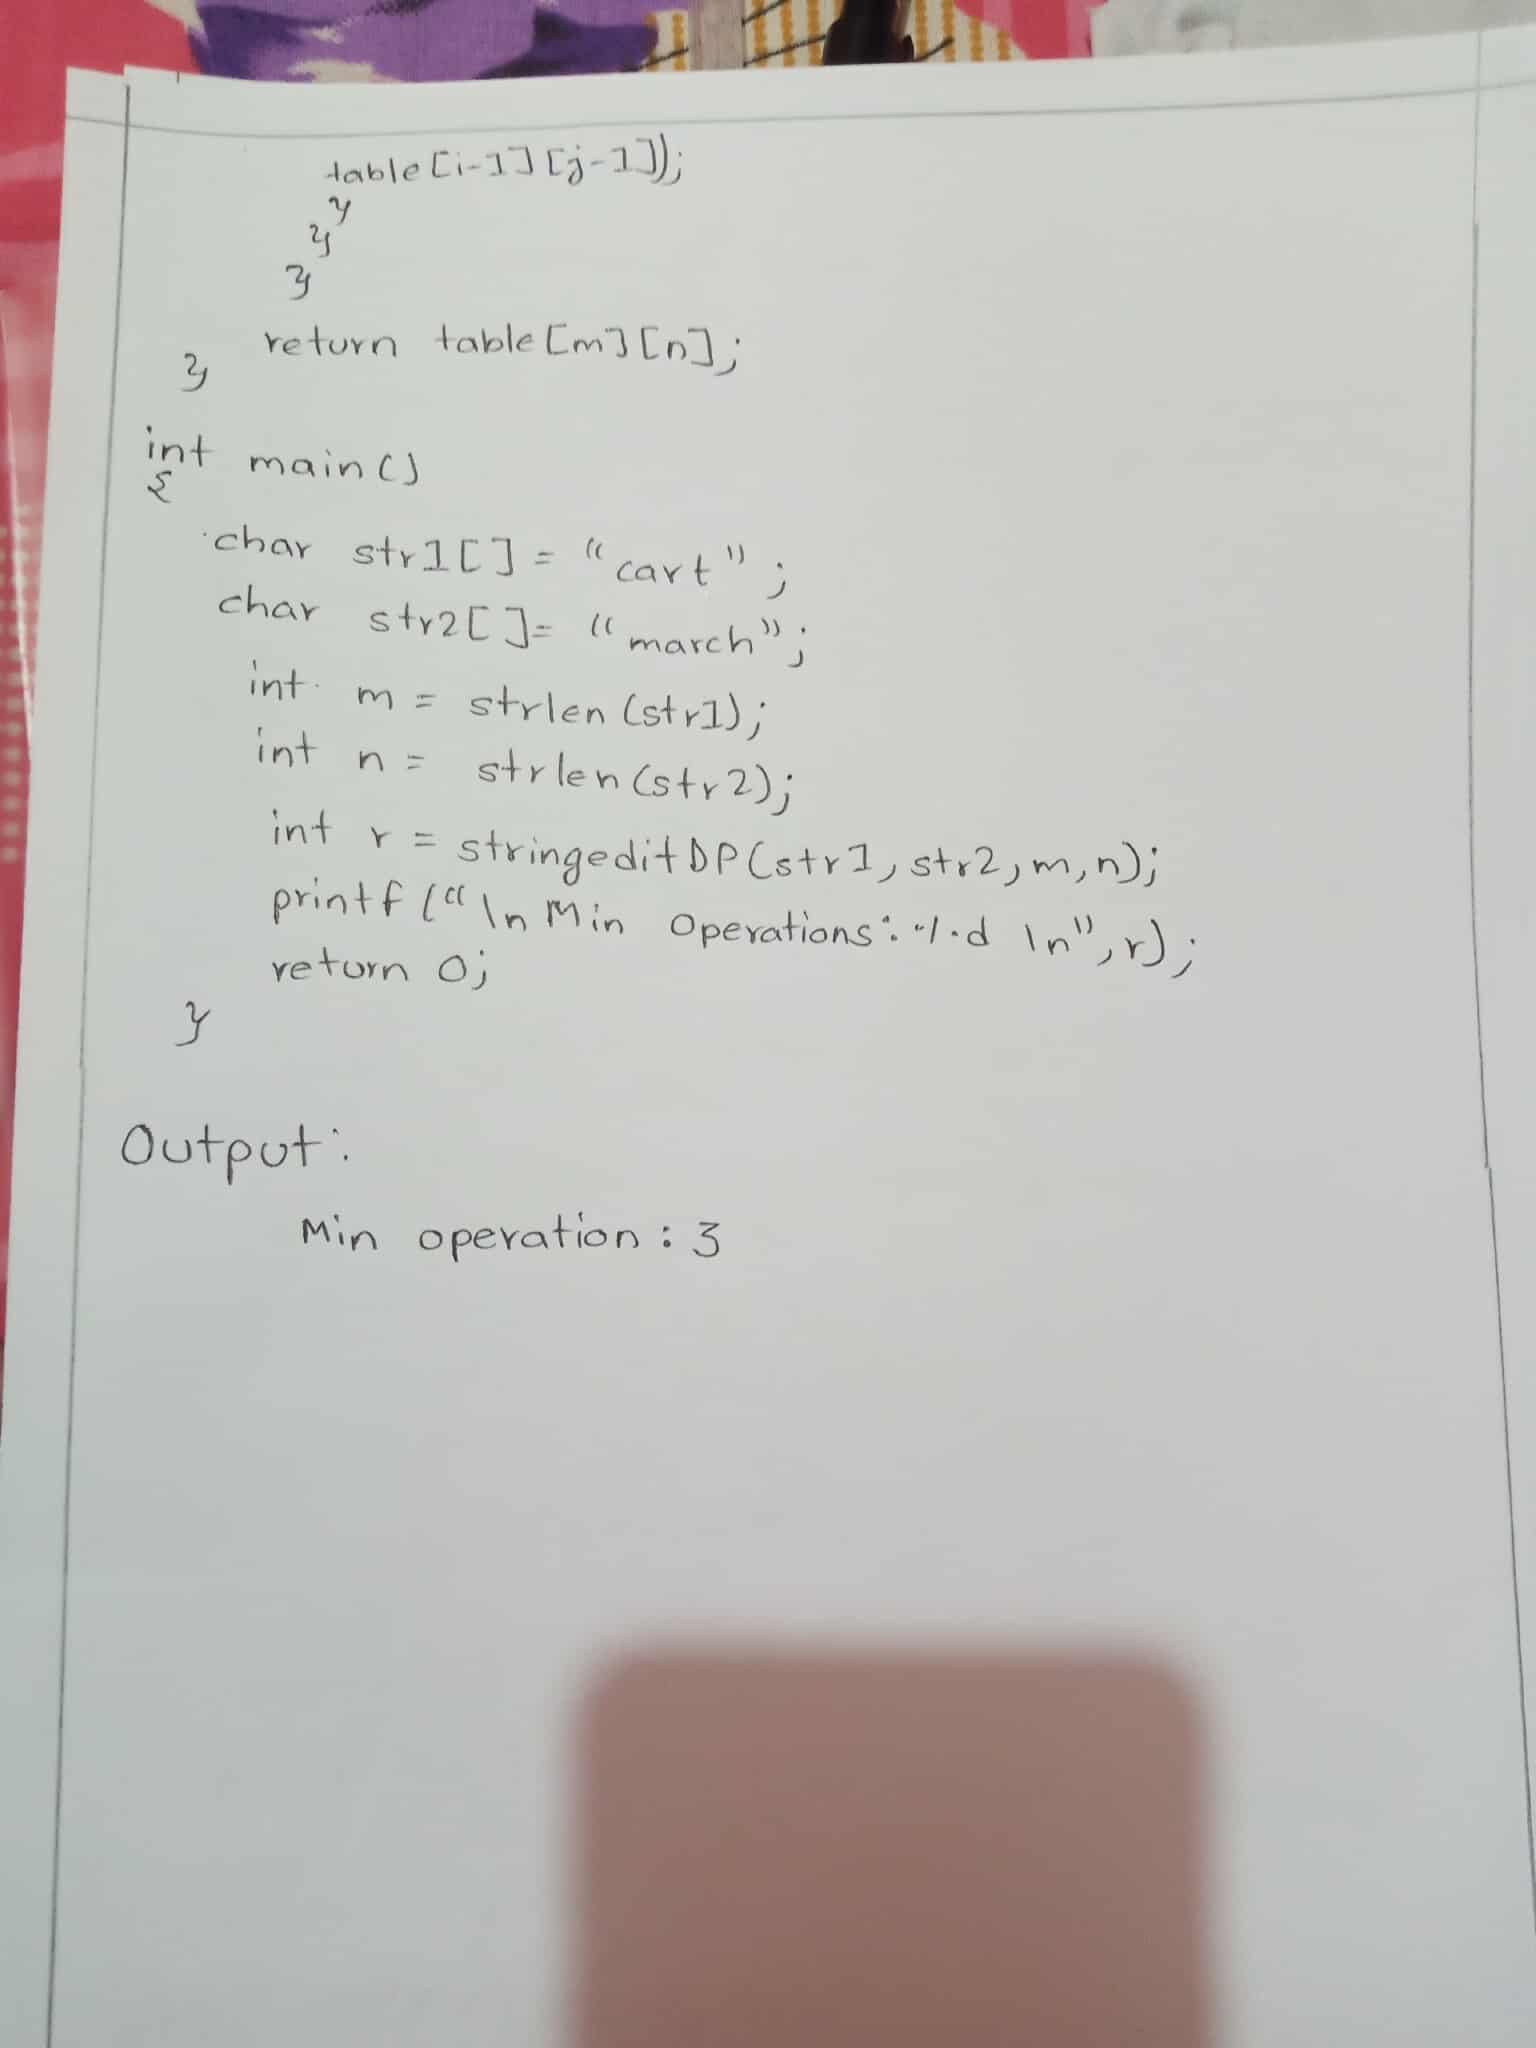 table[i-1][j-1]);
}
}
}
return table[m][n];
}
int main()
{
char str1[] = "cart";
char str2[] = "march";
int m = strlen(str1);
int n = strlen(str2);
int r = stringeditDP(str1, str2, m, n);
printf("\n Min Operations: %d \n", r);
return 0;
}
Output:
Min operation : 3